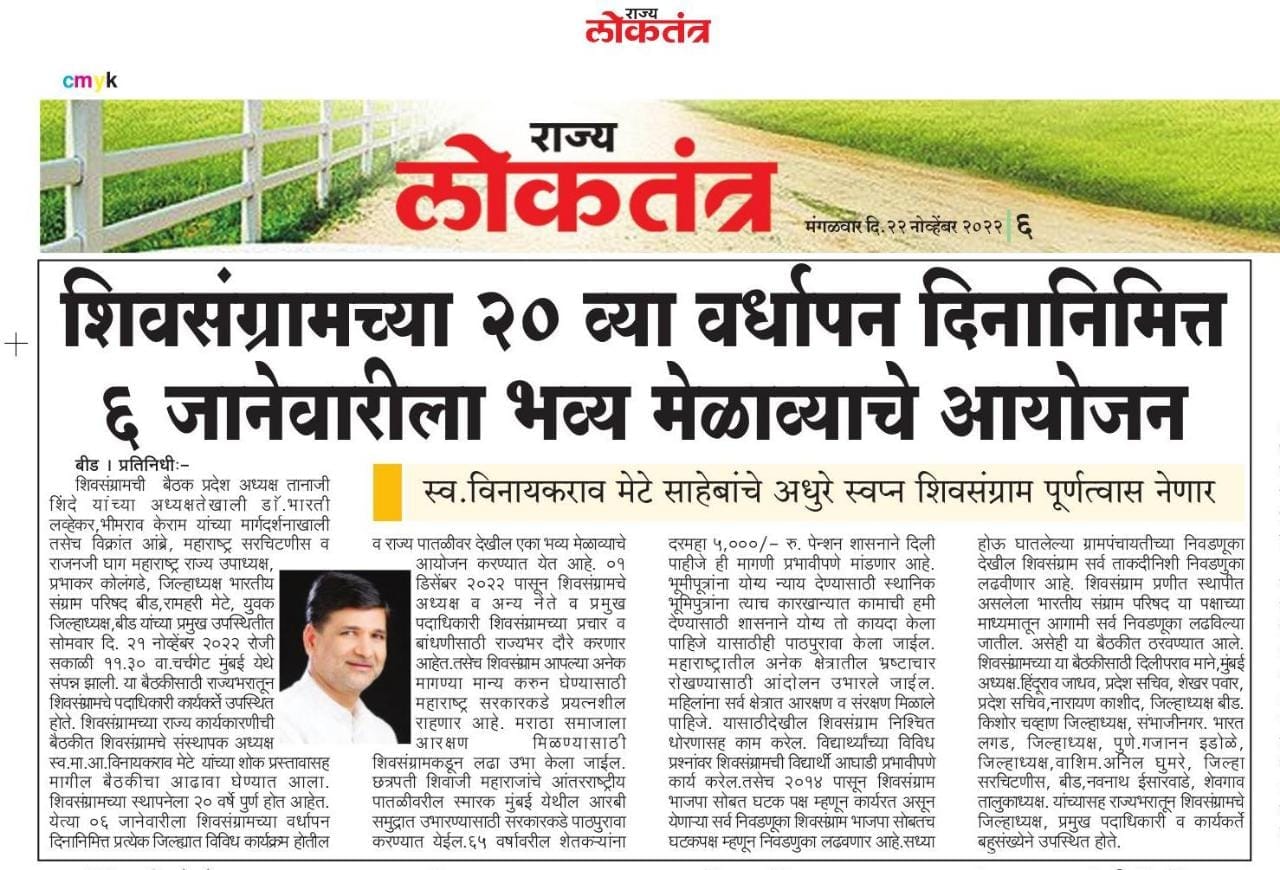 राज्य
लोकतंत्र
cmyk
राज्य
लोकतंत्र
मंगळवार दि.२२ नोव्हेंबर २०२२ | ६
शिवसंग्रामच्या २० व्या वर्धापन दिनानिमित्त
६ जानेवारीला भव्य मेळाव्याचे आयोजन
स्व.विनायकराव मेटे साहेबांचे अधुरे स्वप्न शिवसंग्राम पूर्णत्वास नेणार
बीड । प्रतिनिधीः-
शिवसंग्रामची बैठक प्रदेश अध्यक्ष तानाजी
शिंदे यांच्या अध्यक्षतेखाली डॉ.भारती
लव्हेकर,भीमराव केराम यांच्या मार्गदर्शनाखाली
तसेच विक्रांत आंब्रे, महाराष्ट्र सरचिटणीस व
राजनजी घाग महाराष्ट्र राज्य उपाध्यक्ष,
प्रभाकर कोलंगडे, जिल्हाध्यक्ष भारतीय
संग्राम परिषद बीड,रामहरी मेटे, युवक
जिल्हाध्यक्ष,बीड यांच्या प्रमुख उपस्थितीत
सोमवार दि. २१ नोव्हेंबर २०२२ रोजी
सकाळी ११.३० वा.चर्चगेट मुंबई येथे
संपन्न झाली. या बैठकीसाठी राज्यभरातून
शिवसंग्रामचे पदाधिकारी कार्यकर्ते उपस्थित
होते. शिवसंग्रामच्या राज्य कार्यकारणीची
बैठकीत शिवसंग्रामचे संस्थापक अध्यक्ष
स्व.मा.आ.विनायकराव मेटे यांच्या शोक प्रस्तावासह
मागील बैठकीचा आढावा घेण्यात आला.
शिवसंग्रामच्या स्थापनेला २० वर्षे पुर्ण होत आहेत.
येत्या ०६ जानेवारीला शिवसंग्रामच्या वर्धापन
दिनानिमित्त प्रत्येक जिल्ह्यात विविध कार्यक्रम होतील
व राज्य पातळीवर देखील एका भव्य मेळाव्याचे
आयोजन करण्यात येत आहे. ०१
डिसेंबर २०२२ पासून शिवसंग्रामचे
अध्यक्ष व अन्य नेते व प्रमुख
पदाधिकारी शिवसंग्रामच्या प्रचार व
बांधणीसाठी राज्यभर दौरे करणार
आहेत.तसेच शिवसंग्राम आपल्या अनेक
मागण्या मान्य करुन घेण्यासाठी
महाराष्ट्र सरकारकडे प्रयत्नशील
राहणार आहे. मराठा समाजाला
आरक्षण मिळण्यासाठी
शिवसंग्रामकडून लढा उभा केला जाईल.
छत्रपती शिवाजी महाराजांचे आंतरराष्ट्रीय
पातळीवरील स्मारक मुंबई येथील आरबी
समुद्रात उभारण्यासाठी सरकारकडे पाठपुरावा
करण्यात येईल.६५ वर्षावरील शेतकऱ्यांना
दरमहा ५,०००/- रु. पेन्शन शासनाने दिली
पाहीजे ही मागणी प्रभावीपणे मांडणार आहे.
भूमीपूत्रांना योग्य न्याय देण्यासाठी स्थानिक
भूमिपुत्रांना त्याच कारखान्यात कामाची हमी
देण्यासाठी शासनाने योग्य तो कायदा केला
पाहिजे यासाठीही पाठपुरावा केला जाईल.
महाराष्ट्रातील अनेक क्षेत्रातील भ्रष्टाचार
रोखण्यासाठी आंदोलन उभारले जाईल.
महिलांना सर्व क्षेत्रात आरक्षण व संरक्षण मिळाले
पाहिजे. यासाठीदेखील शिवसंग्राम निश्चित
धोरणासह काम करेल. विद्यार्थ्यांच्या विविध
प्रश्नांवर शिवसंग्रामची विद्यार्थी आघाडी प्रभावीपणे
कार्य करेल.तसेच २०१४ पासून शिवसंग्राम
भाजपा सोबत घटक पक्ष म्हणून कार्यरत असून
येणाऱ्या सर्व निवडणूका शिवसंग्राम भाजपा सोबतच
घटकपक्ष म्हणून निवडणुका लढवणार आहे.सध्या
होऊ घातलेल्या ग्रामपंचायतीच्या निवडणूका
देखील शिवसंग्राम सर्व ताकदीनिशी निवडणुका
लढवीणार आहे. शिवसंग्राम प्रणीत स्थापीत
असलेला भारतीय संग्राम परिषद या पक्षाच्या
माध्यमातून आगामी सर्व निवडणूका लढविल्या
जातील. असेही या बैठकीत ठरवण्यात आले.
शिवसंग्रामच्या या बैठकीसाठी दिलीपराव माने,मुंबई
अध्यक्ष.हिंदूराव जाधव, प्रदेश सचिव, शेखर पवार,
प्रदेश सचिव,नारायण काशीद, जिल्हाध्यक्ष बीड.
किशोर चव्हाण जिल्हाध्यक्ष, संभाजीनगर. भारत
लगड, जिल्हाध्यक्ष, पुणे.गजानन इडोळे,
जिल्हाध्यक्ष,वाशिम.अनिल घुमरे, जिल्हा
सरचिटणीस, बीड,नवनाथ ईसारवाडे, शेवगाव
तालुकाध्यक्ष. यांच्यासह राज्यभरातून शिवसंग्रामचे
जिल्हाध्यक्ष, प्रमुख पदाधिकारी व कार्यकर्ते
बहुसंख्येने उपस्थित होते.